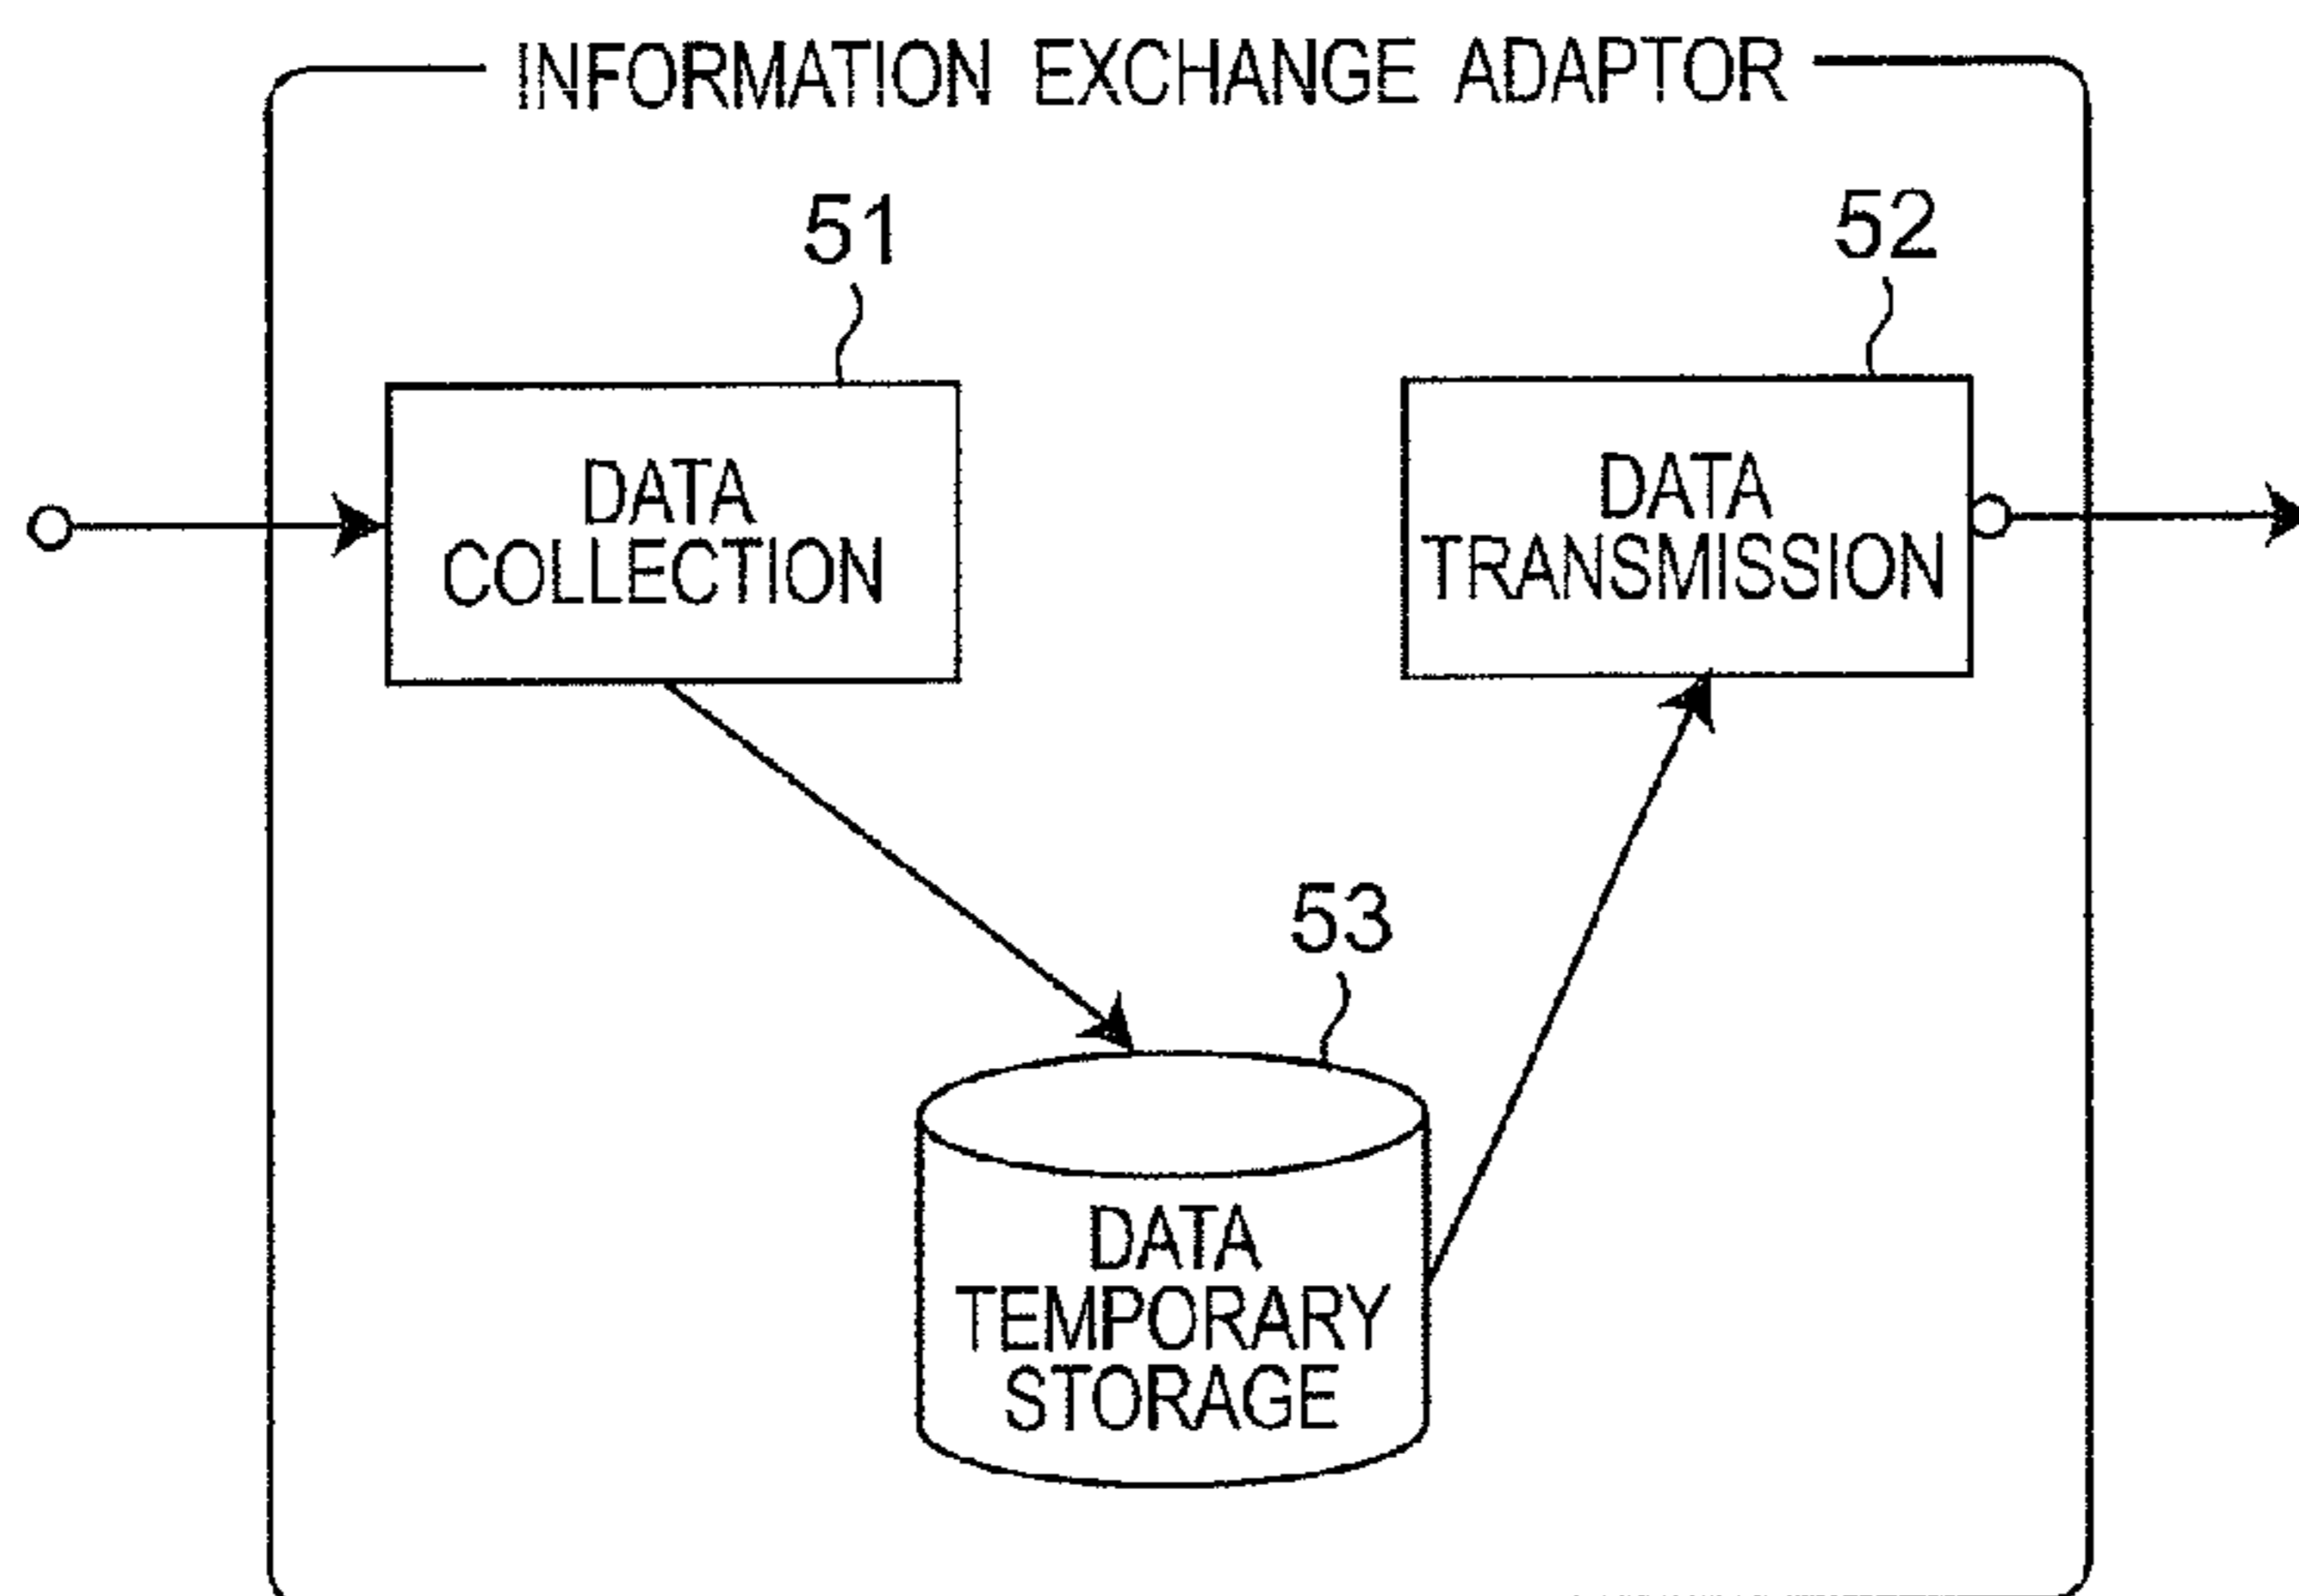 INFORMATION EXCHANGE ADAPTOR
51
52
DATA
COLLECTION
DATA
TRANSMISSION
53
DATA
TEMPORARY
STORAGE